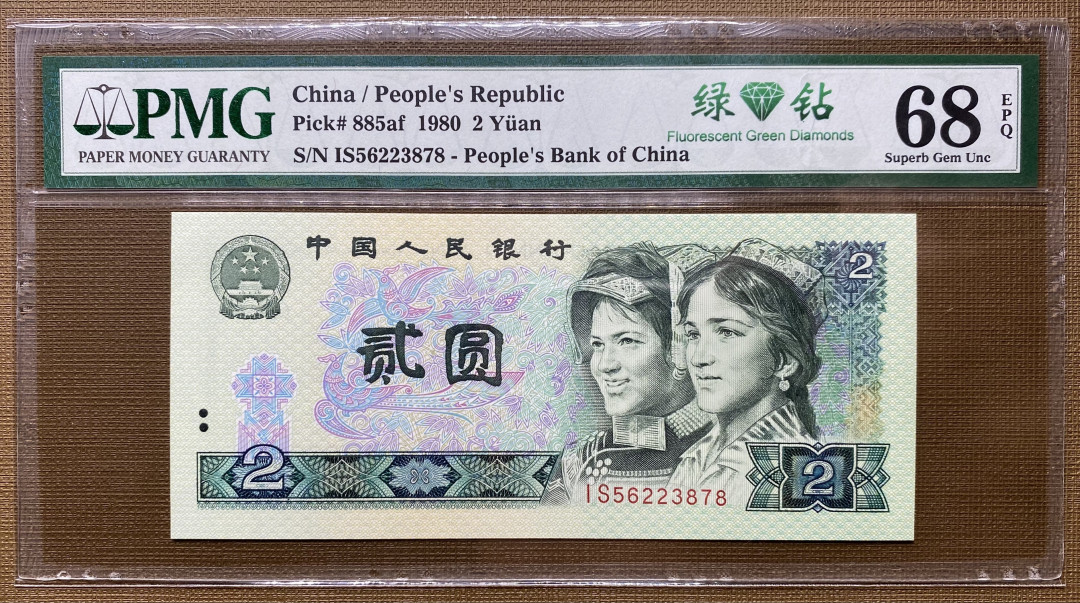 PMG
PAPER MONEY GUARANTY
China / People's Republic
Pick# 885af 1980 2 Yüan
S/N IS56223878 - People's Bank of China
绿 钻
Fluorescent Green Diamonds
68
EPQ
Superb Gem Unc
中国人民银行
2
贰圆
2
IS56223878
2